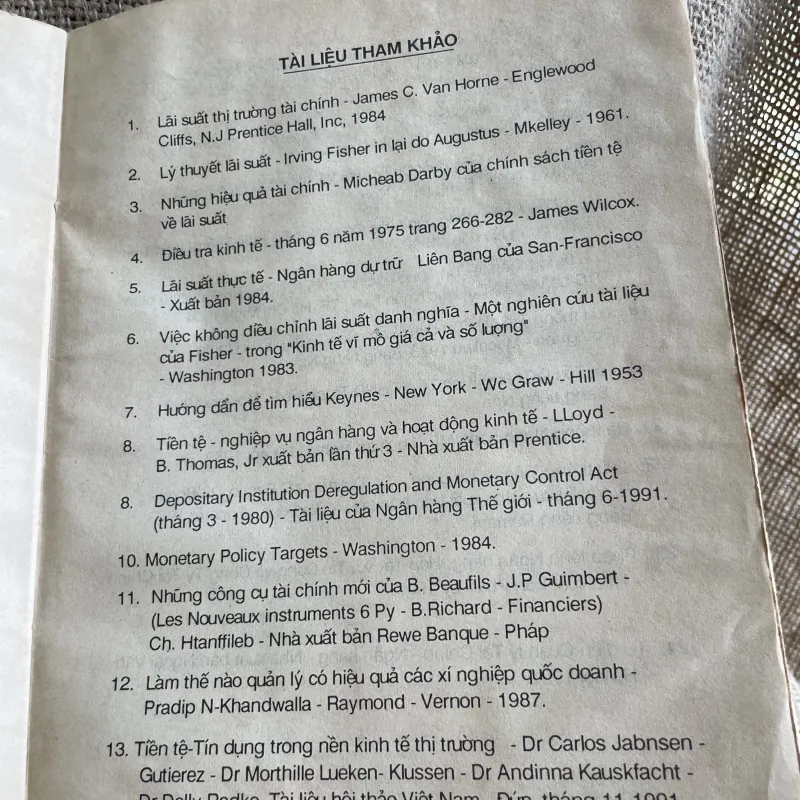 TÀI LIỆU THAM KHẢO
1. Lãi suất thị trường tài chính - James C. Van Horne - Englewood
Cliffs, N.J Prentice Hall, Inc, 1984
2. Lý thuyết lãi suất - Irving Fisher in lại do Augustus - Mkelley - 1961.
3. Những hiệu quả tài chính - Micheab Darby của chính sách tiền tệ
về lãi suất
4. Điều tra kinh tế - tháng 6 năm 1975 trang 266-282 - James Wilcox.
5. Lãi suất thực tế - Ngân hàng dự trữ Liên Bang của San-Francisco
- Xuất bản 1984.
6. Việc không điều chỉnh lãi suất danh nghĩa - Một nghiên cứu tài liệu
của Fisher - trong "Kinh tế vĩ mô giá cả và số lượng"
- Washington 1983.
7. Hướng dẩn để tìm hiểu Keynes - New York - Wc Graw - Hill 1953
8. Tiền tệ - nghiệp vụ ngân hàng và hoạt động kinh tế - LLoyd -
B. Thomas, Jr xuất bản lần thứ 3 - Nhà xuất bản Prentice.
8. Depositary Institution Deregulation and Monetary Control Act
(tháng 3 - 1980) - Tài liệu của Ngân hàng Thế giới - tháng 6-1991.
10. Monetary Policy Targets - Washington - 1984.
11. Những công cụ tài chính mới của B. Beaufils - J.P Guimbert -
(Les Nouveaux instruments 6 Py - B.Richard - Financiers)
Ch. Htanffileb - Nhà xuất bản Rewe Banque - Pháp
12. Làm thế nào quản lý có hiệu quả các xí nghiệp quốc doanh -
Pradip N-Khandwalla - Raymond - Vernon - 1987.
13. Tiền tệ-Tín dụng trong nền kinh tế thị trường - Dr Carlos Jabnsen -
Gutierez - Dr Morthille Lueken- Klussen - Dr Andinna Kauskfacht -
Tài liệu hội thảo Việt Nam - Đức, tháng 11-1991